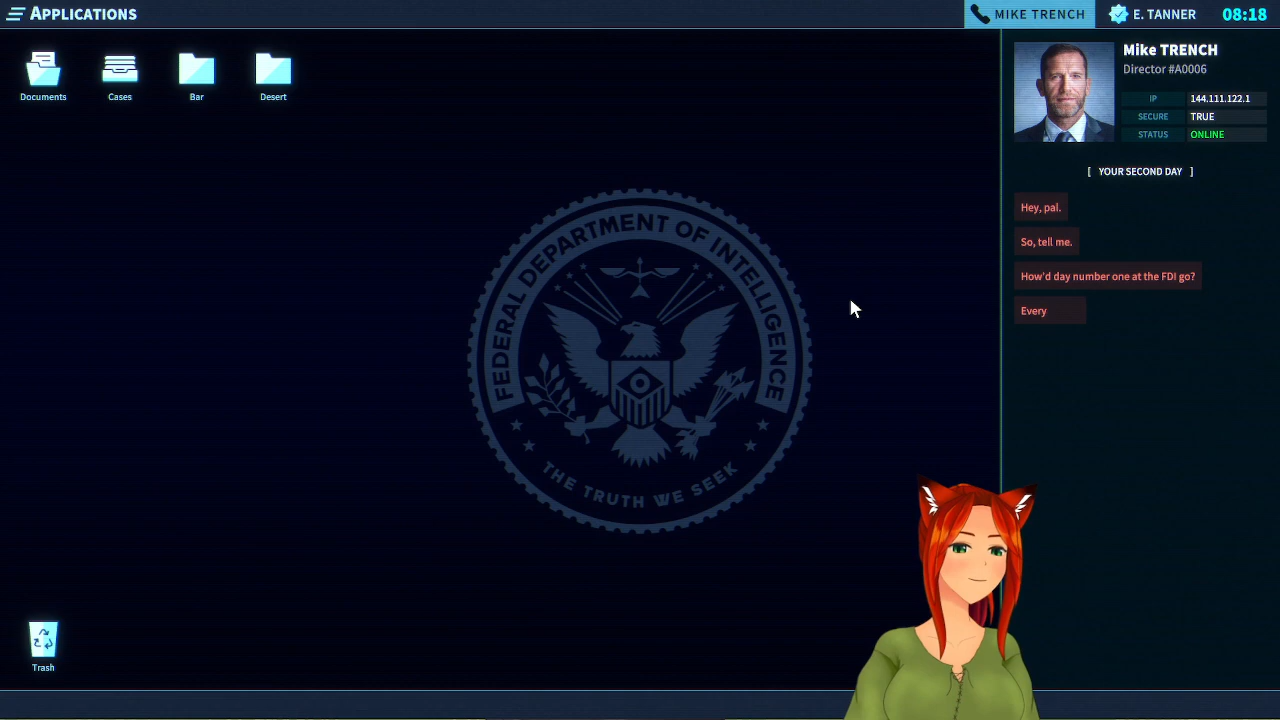 APPLICATIONS
MIKE TRENCH
E. TANNER
08:18
Documents
Cases
Bar
Desert
Trash
FEDERAL DEPARTMENT OF INTELLIGENCE
THE TRUTH WE SEEK
Mike TRENCH
Director #A0006
IP 144.111.122.1
SECURE TRUE
STATUS ONLINE
[ YOUR SECOND DAY ]
Hey, pal.
So, tell me.
How'd day number one at the FDI go?
Every